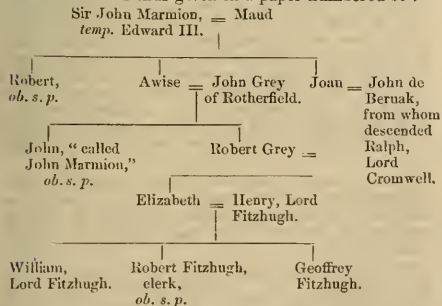 Sir John Marmion, = Maud
temp. Edward III.
Robert, Awise = John Grey Joan = John de
ob. s. p. of Rotherfield. Beruak,
from whom
descended
John, “ called Robert Grey = Ralph,
John Marmion,” Lord
ob. s. p. Cromwell.
Elizabeth = Henry, Lord
Fitzhugh.
William, Robert Fitzhugh, Geoffrey
Lord Fitzhugh. clerk, Fitzhugh.
ob. s. p.